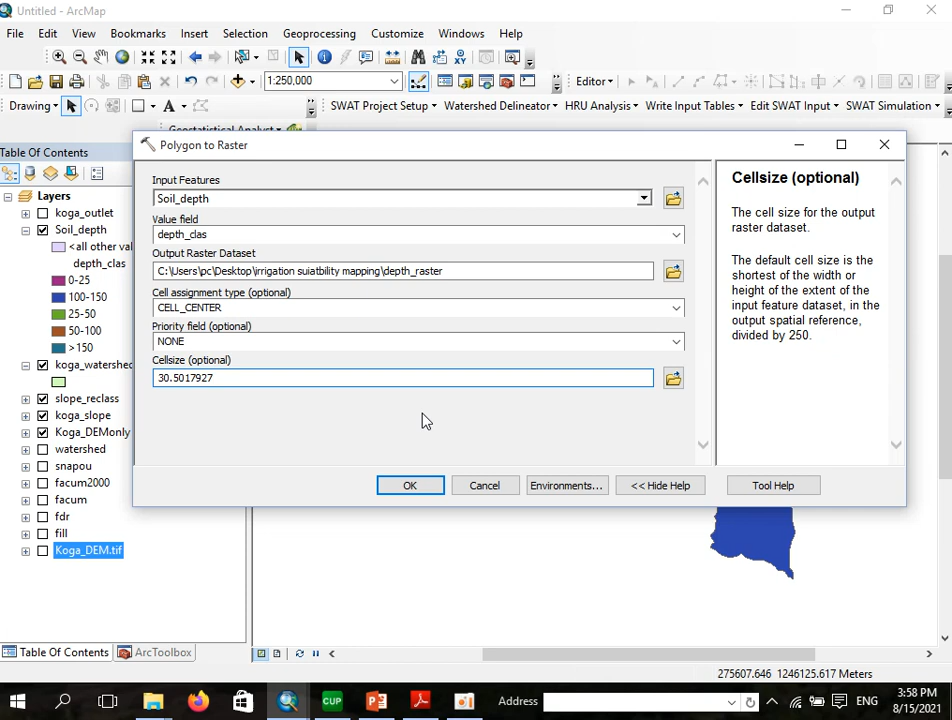 Untitled - ArcMap
File Edit View Bookmarks Insert Selection Geoprocessing Customize Windows Help
1:250,000
Editor
Drawing
A
SWAT Project Setup Watershed Delineator HRU Analysis Write Input Tables Edit SWAT Input SWAT Simulation
Geostatistical Analyst
Table Of Contents
Layers
koga_outlet
Soil_depth
<all other val
depth_clas
0-25
100-150
25-50
50-100
>150
koga_watershed
slope_reclass
koga_slope
Koga_DEMonly
watershed
snapou
facum2000
facum
fdr
fill
Koga_DEM.tif
Table Of Contents
ArcToolbox
Polygon to Raster
Input Features
Soil_depth
Value field
depth_clas
Output Raster Dataset
C:\Users\pc\Desktop\irrigation suiatbility mapping\depth_raster
Cell assignment type (optional)
CELL_CENTER
Priority field (optional)
NONE
Cellsize (optional)
30.5017927
OK
Cancel
Environments...
<< Hide Help
Tool Help
Cellsize (optional)
The cell size for the output
raster dataset.
The default cell size is the
shortest of the width or
height of the extent of the
input feature dataset, in the
output spatial reference,
divided by 250.
275607.646 1246125.617 Meters
CUP
Address
ENG
3:58 PM
8/15/2021